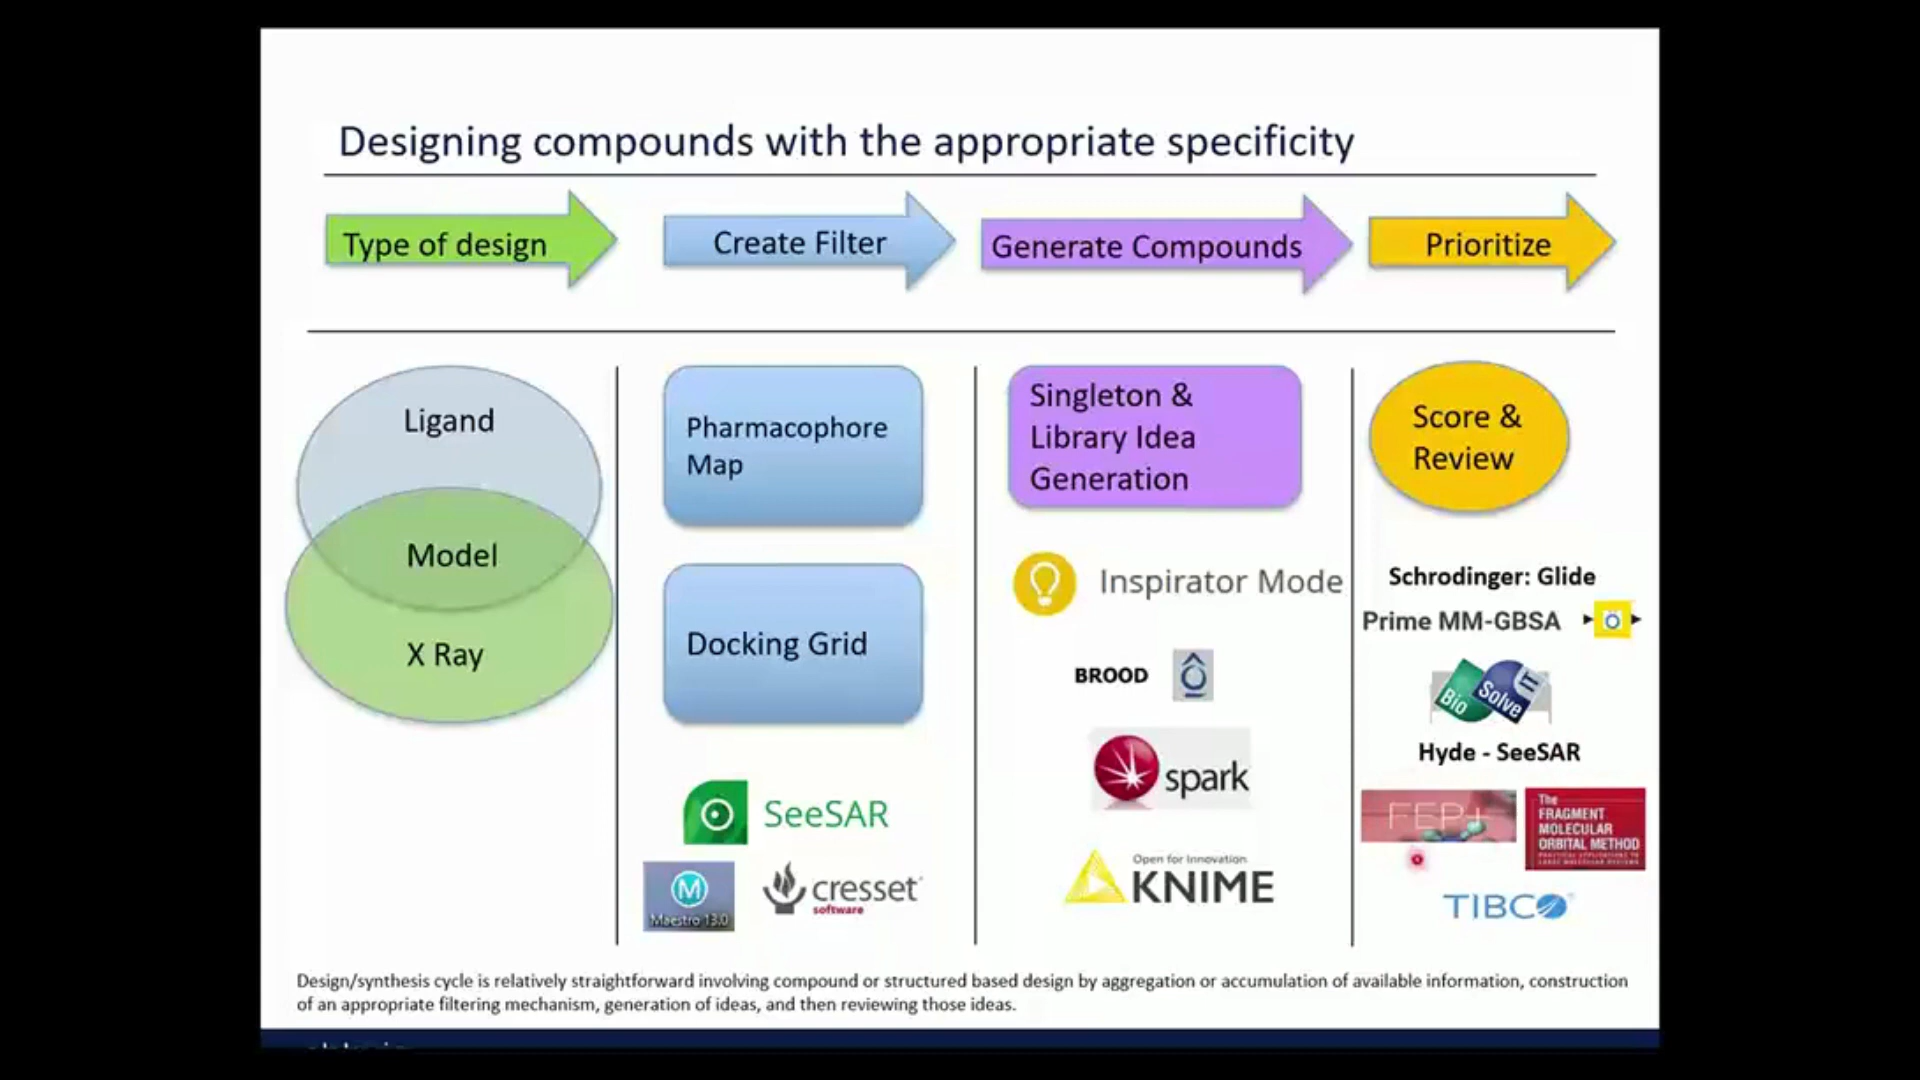 Designing compounds with the appropriate specificity
Type of design
Create Filter
Generate Compounds
Prioritize
Ligand
Model
X Ray
Pharmacophore
Map
Docking Grid
SeeSAR
M
Maestro 13.0
cresset
software
Singleton &
Library Idea
Generation
Inspirator Mode
BROOD
spark
Open for Innovation
KNIME
Score &
Review
Schrodinger: Glide
Prime MM-GBSA
Bio
Solve
IT
Hyde - SeeSAR
FEP+
The
FRAGMENT
MOLECULAR
ORBITAL METHOD
TIBCO
Design/synthesis cycle is relatively straightforward involving compound or structured based design by aggregation or accumulation of available information, construction
of an appropriate filtering mechanism, generation of ideas, and then reviewing those ideas.